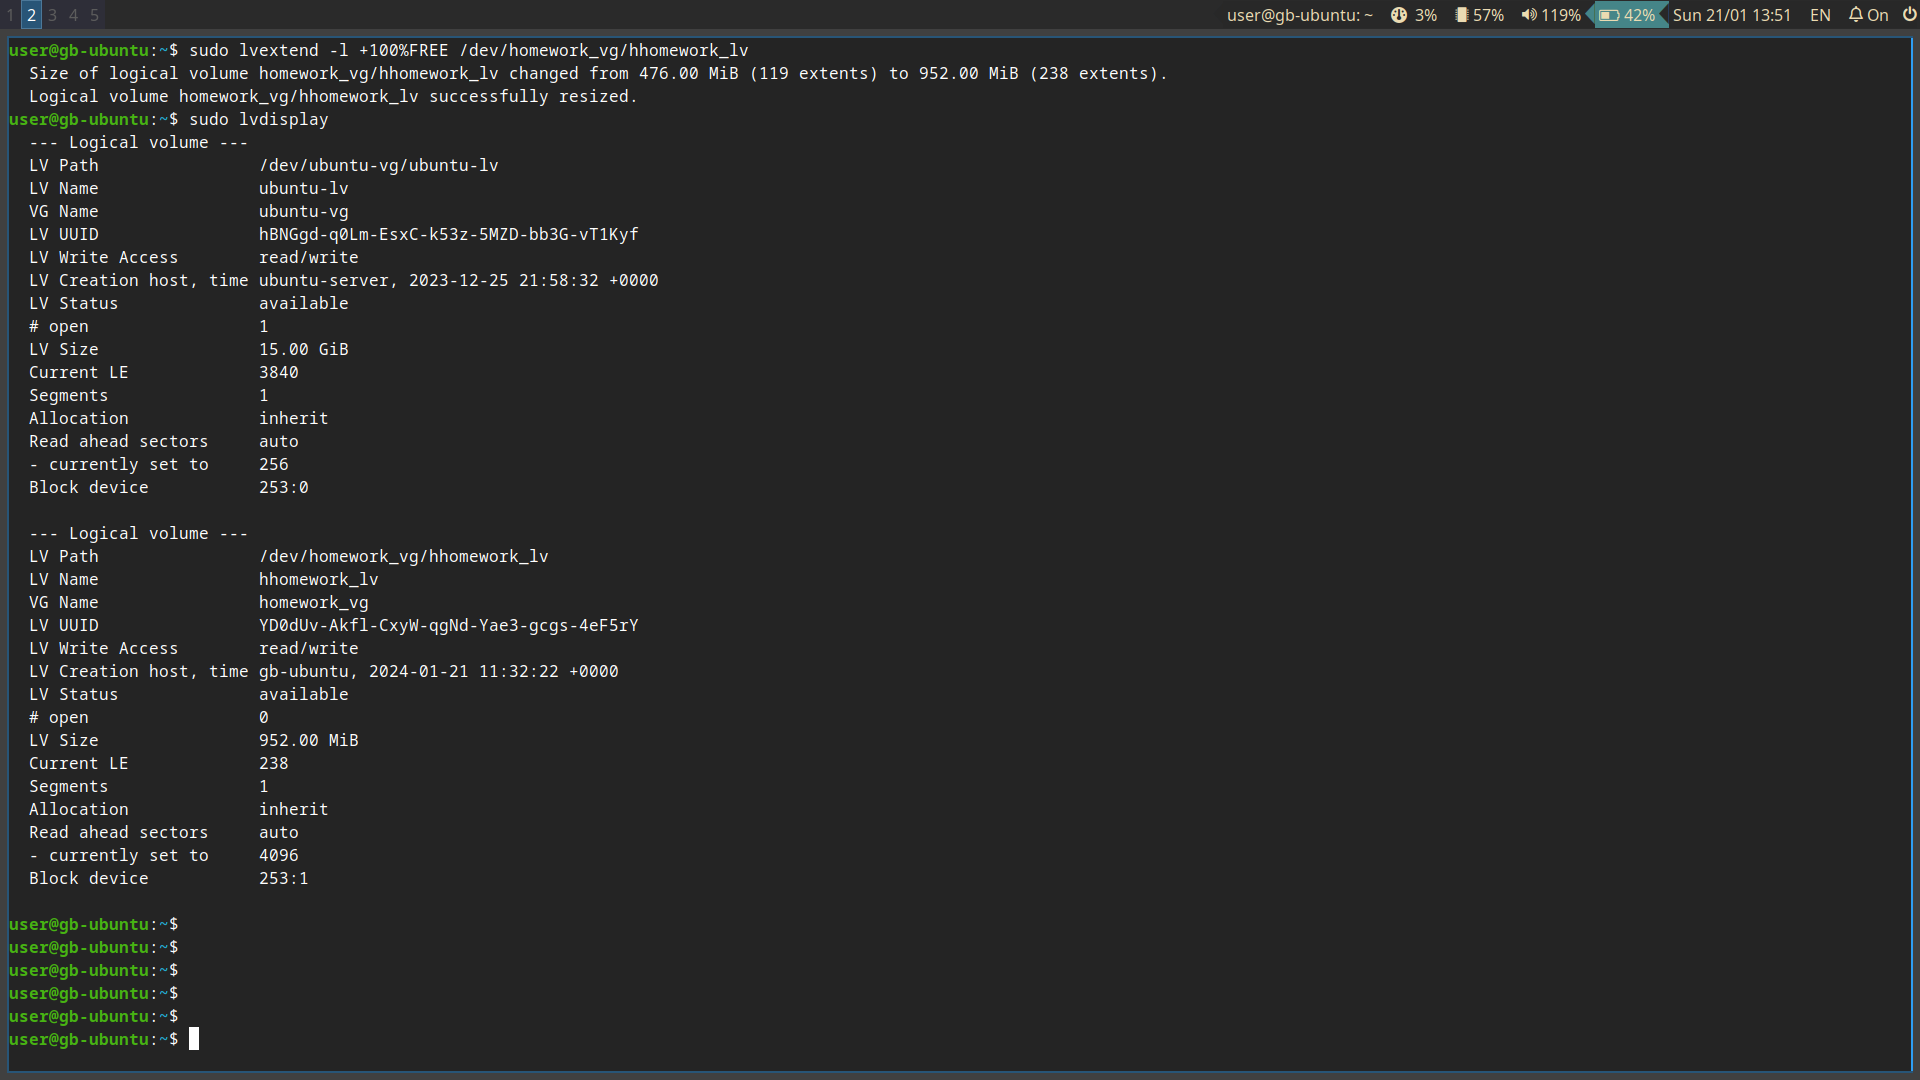 1 2 3 4 5 user@gb-ubuntu: ~ 3% 57% 119% 42% Sun 21/01 13:51 EN On
user@gb-ubuntu:~$ sudo lvextend -l +100%FREE /dev/homework_vg/hhomework_lv
  Size of logical volume homework_vg/hhomework_lv changed from 476.00 MiB (119 extents) to 952.00 MiB (238 extents).
  Logical volume homework_vg/hhomework_lv successfully resized.
user@gb-ubuntu:~$ sudo lvdisplay
  --- Logical volume ---
  LV Path                /dev/ubuntu-vg/ubuntu-lv
  LV Name                ubuntu-lv
  VG Name                ubuntu-vg
  LV UUID                hBNGgd-q0Lm-EsxC-k53z-5MZD-bb3G-vT1Kyf
  LV Write Access        read/write
  LV Creation host, time ubuntu-server, 2023-12-25 21:58:32 +0000
  LV Status              available
  # open                 1
  LV Size                15.00 GiB
  Current LE             3840
  Segments               1
  Allocation             inherit
  Read ahead sectors     auto
  - currently set to     256
  Block device           253:0

  --- Logical volume ---
  LV Path                /dev/homework_vg/hhomework_lv
  LV Name                hhomework_lv
  VG Name                homework_vg
  LV UUID                YD0dUv-Akfl-CxyW-qgNd-Yae3-gcgs-4eF5rY
  LV Write Access        read/write
  LV Creation host, time gb-ubuntu, 2024-01-21 11:32:22 +0000
  LV Status              available
  # open                 0
  LV Size                952.00 MiB
  Current LE             238
  Segments               1
  Allocation             inherit
  Read ahead sectors     auto
  - currently set to     4096
  Block device           253:1

user@gb-ubuntu:~$
user@gb-ubuntu:~$
user@gb-ubuntu:~$
user@gb-ubuntu:~$
user@gb-ubuntu:~$
user@gb-ubuntu:~$